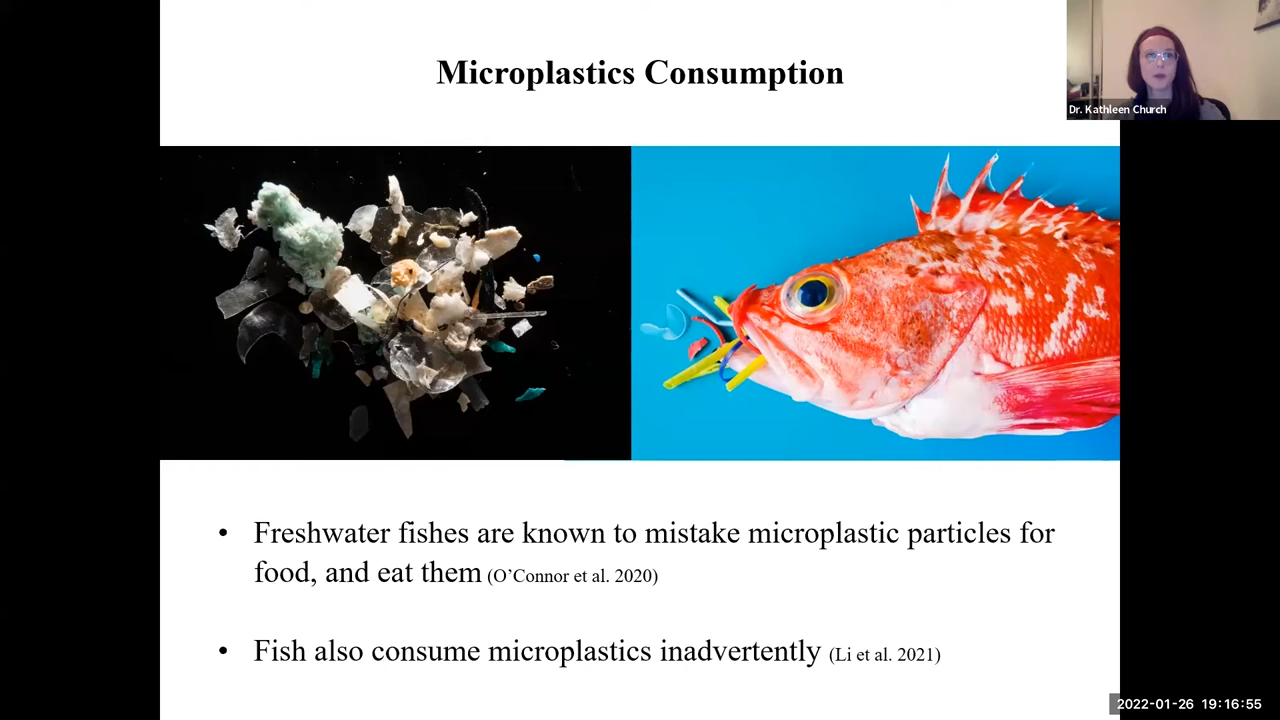 Microplastics Consumption
Dr. Kathleen Church
• Freshwater fishes are known to mistake microplastic particles for
food, and eat them (O’Connor et al. 2020)
• Fish also consume microplastics inadvertently (Li et al. 2021)
2022-01-26 19:16:55